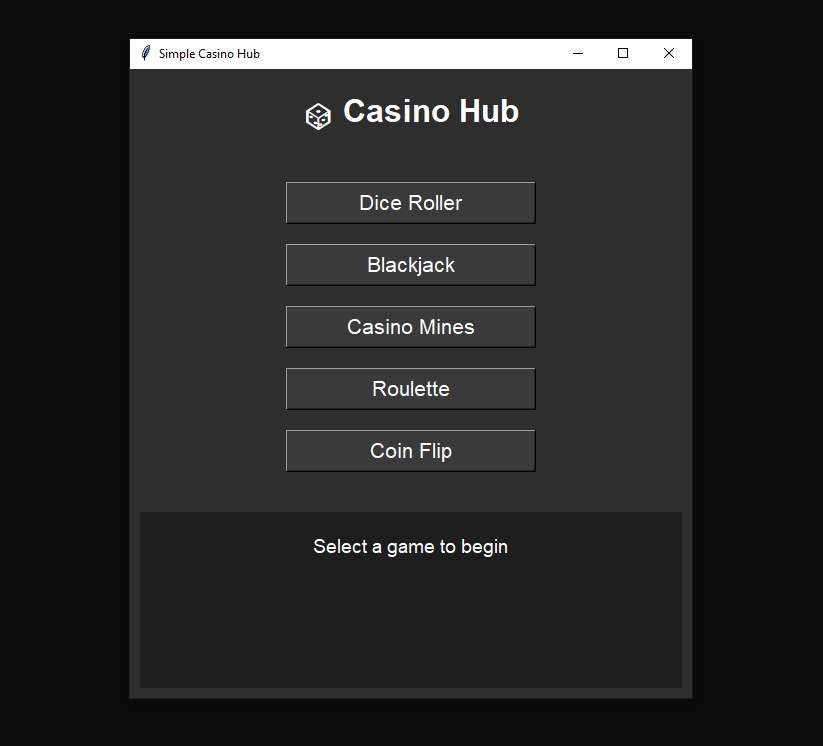 Simple Casino Hub
🎲 Casino Hub
Dice Roller
Blackjack
Casino Mines
Roulette
Coin Flip
Select a game to begin